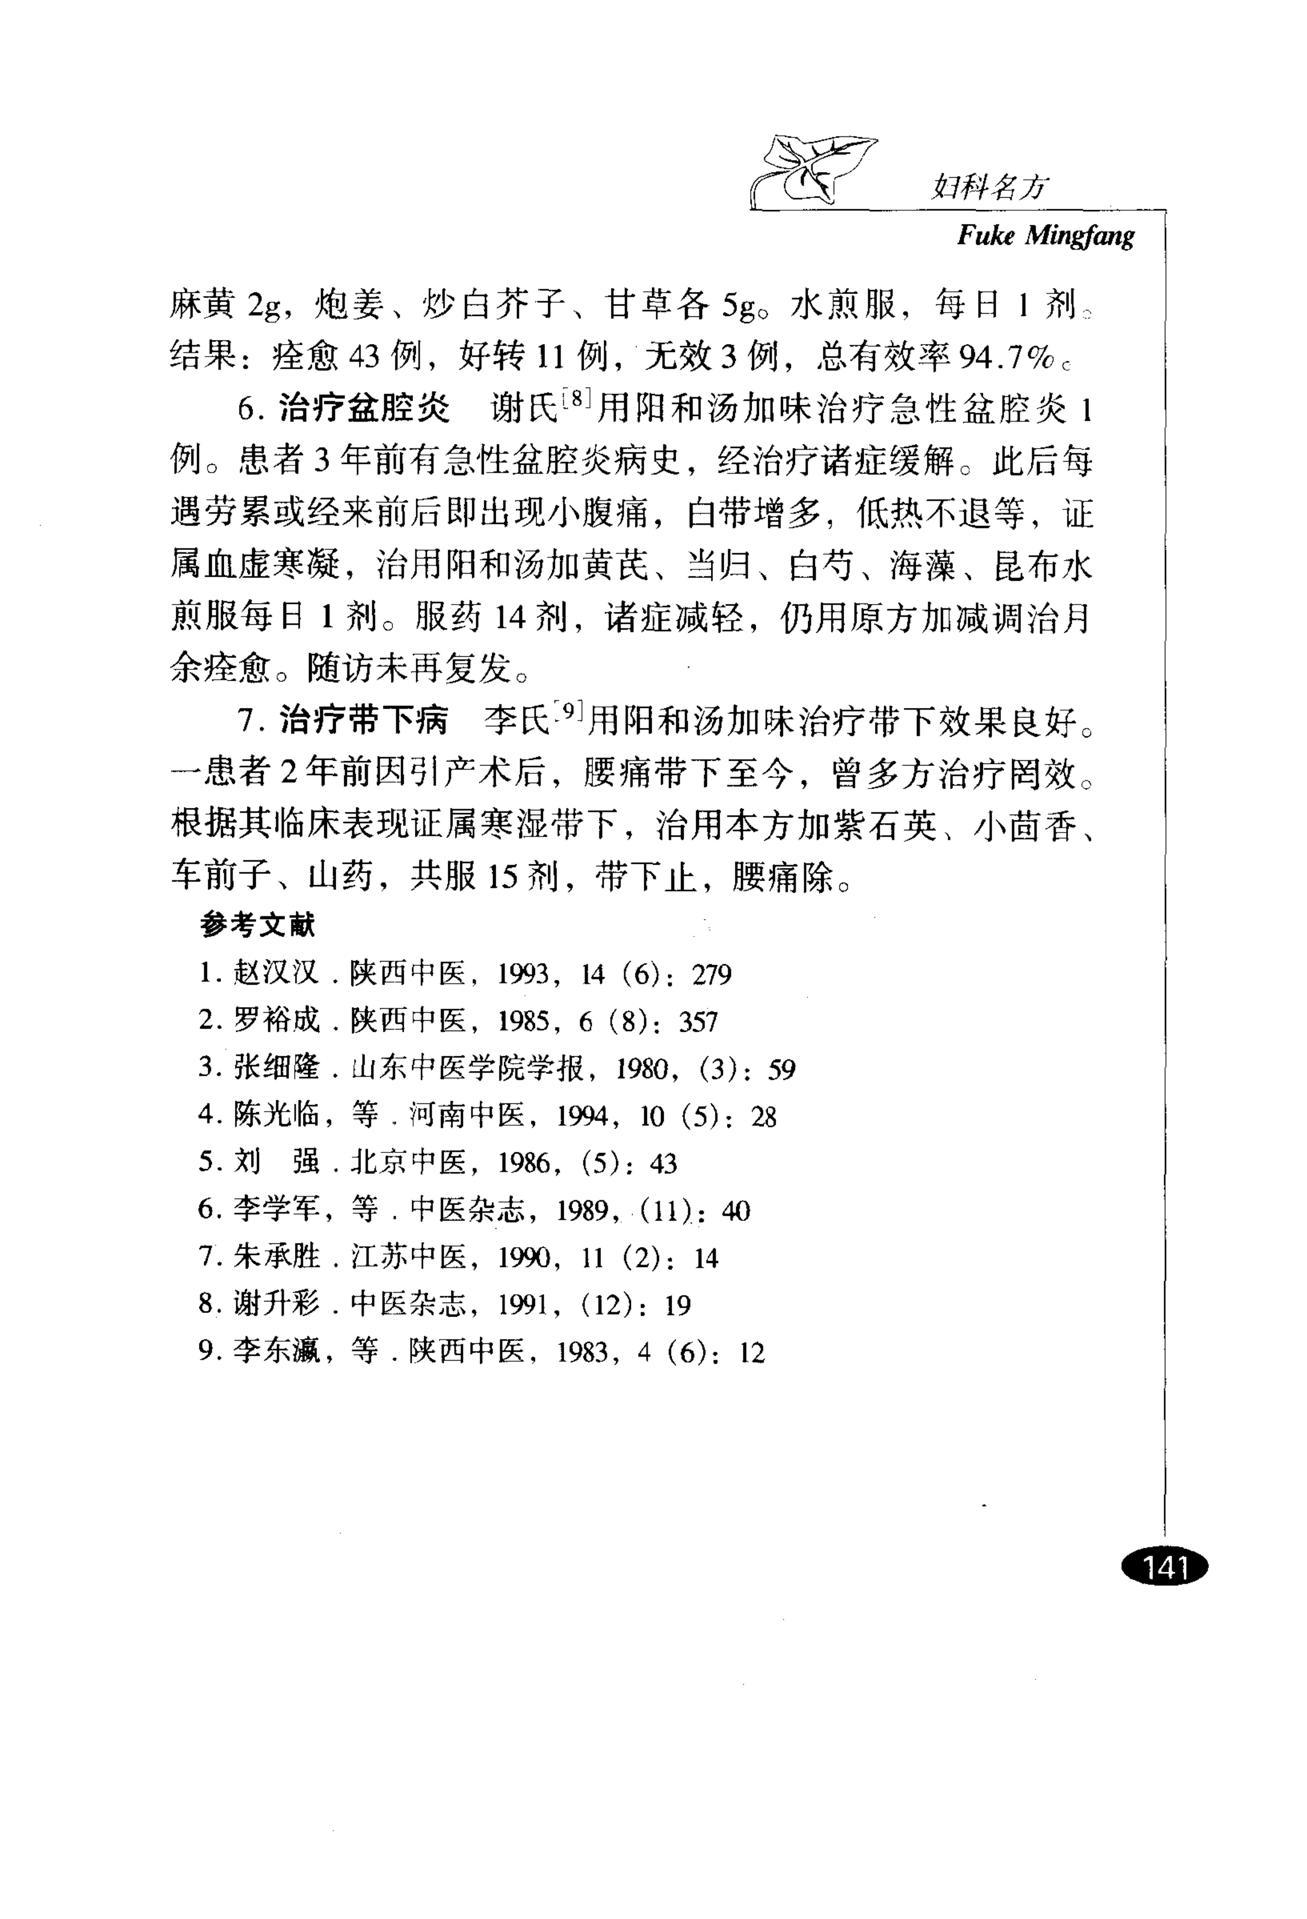 妇科名方
Fuke Mingfang
麻黄 2g，炮姜、炒白芥子、甘草各 5g。水煎服，每日 1 剂。
结果：痊愈 43 例，好转 11 例，无效 3 例，总有效率 94.7%。
6. 治疗盆腔炎　谢氏[8]用阳和汤加味治疗急性盆腔炎 1
例。患者 3 年前有急性盆腔炎病史，经治疗诸症缓解。此后每
遇劳累或经来前后即出现小腹痛，白带增多，低热不退等，证
属血虚寒凝，治用阳和汤加黄芪、当归、白芍、海藻、昆布水
煎服每日 1 剂。服药 14 剂，诸症减轻，仍用原方加减调治月
余痊愈。随访未再复发。
7. 治疗带下病　李氏[9]用阳和汤加味治疗带下效果良好。
一患者 2 年前因引产术后，腰痛带下至今，曾多方治疗罔效。
根据其临床表现证属寒湿带下，治用本方加紫石英、小茴香、
车前子、山药，共服 15 剂，带下止，腰痛除。
参考文献
1. 赵汉汉．陕西中医，1993，14（6）：279
2. 罗裕成．陕西中医，1985，6（8）：357
3. 张细隆．山东中医学院学报，1980，（3）：59
4. 陈光临，等．河南中医，1994，10（5）：28
5. 刘　强．北京中医，1986，（5）：43
6. 李学军，等．中医杂志，1989，（11）：40
7. 朱承胜．江苏中医，1990，11（2）：14
8. 谢升彩．中医杂志，1991，（12）：19
9. 李东瀛，等．陕西中医，1983，4（6）：12
141